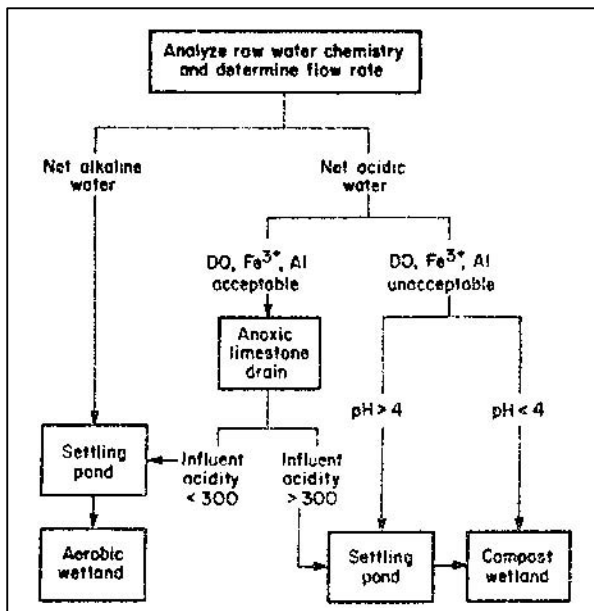 Analyze raw water chemistry
and determine flow rate
Net alkaline
water
Net acidic
water
DO, Fe³⁺, Al
acceptable
DO, Fe³⁺, Al
unacceptable
Anoxic
limestone
drain
pH > 4
pH < 4
Settling
pond
Influent
acidity
< 300
Influent
acidity
> 300
Aerobic
wetland
Settling
pond
Compost
wetland